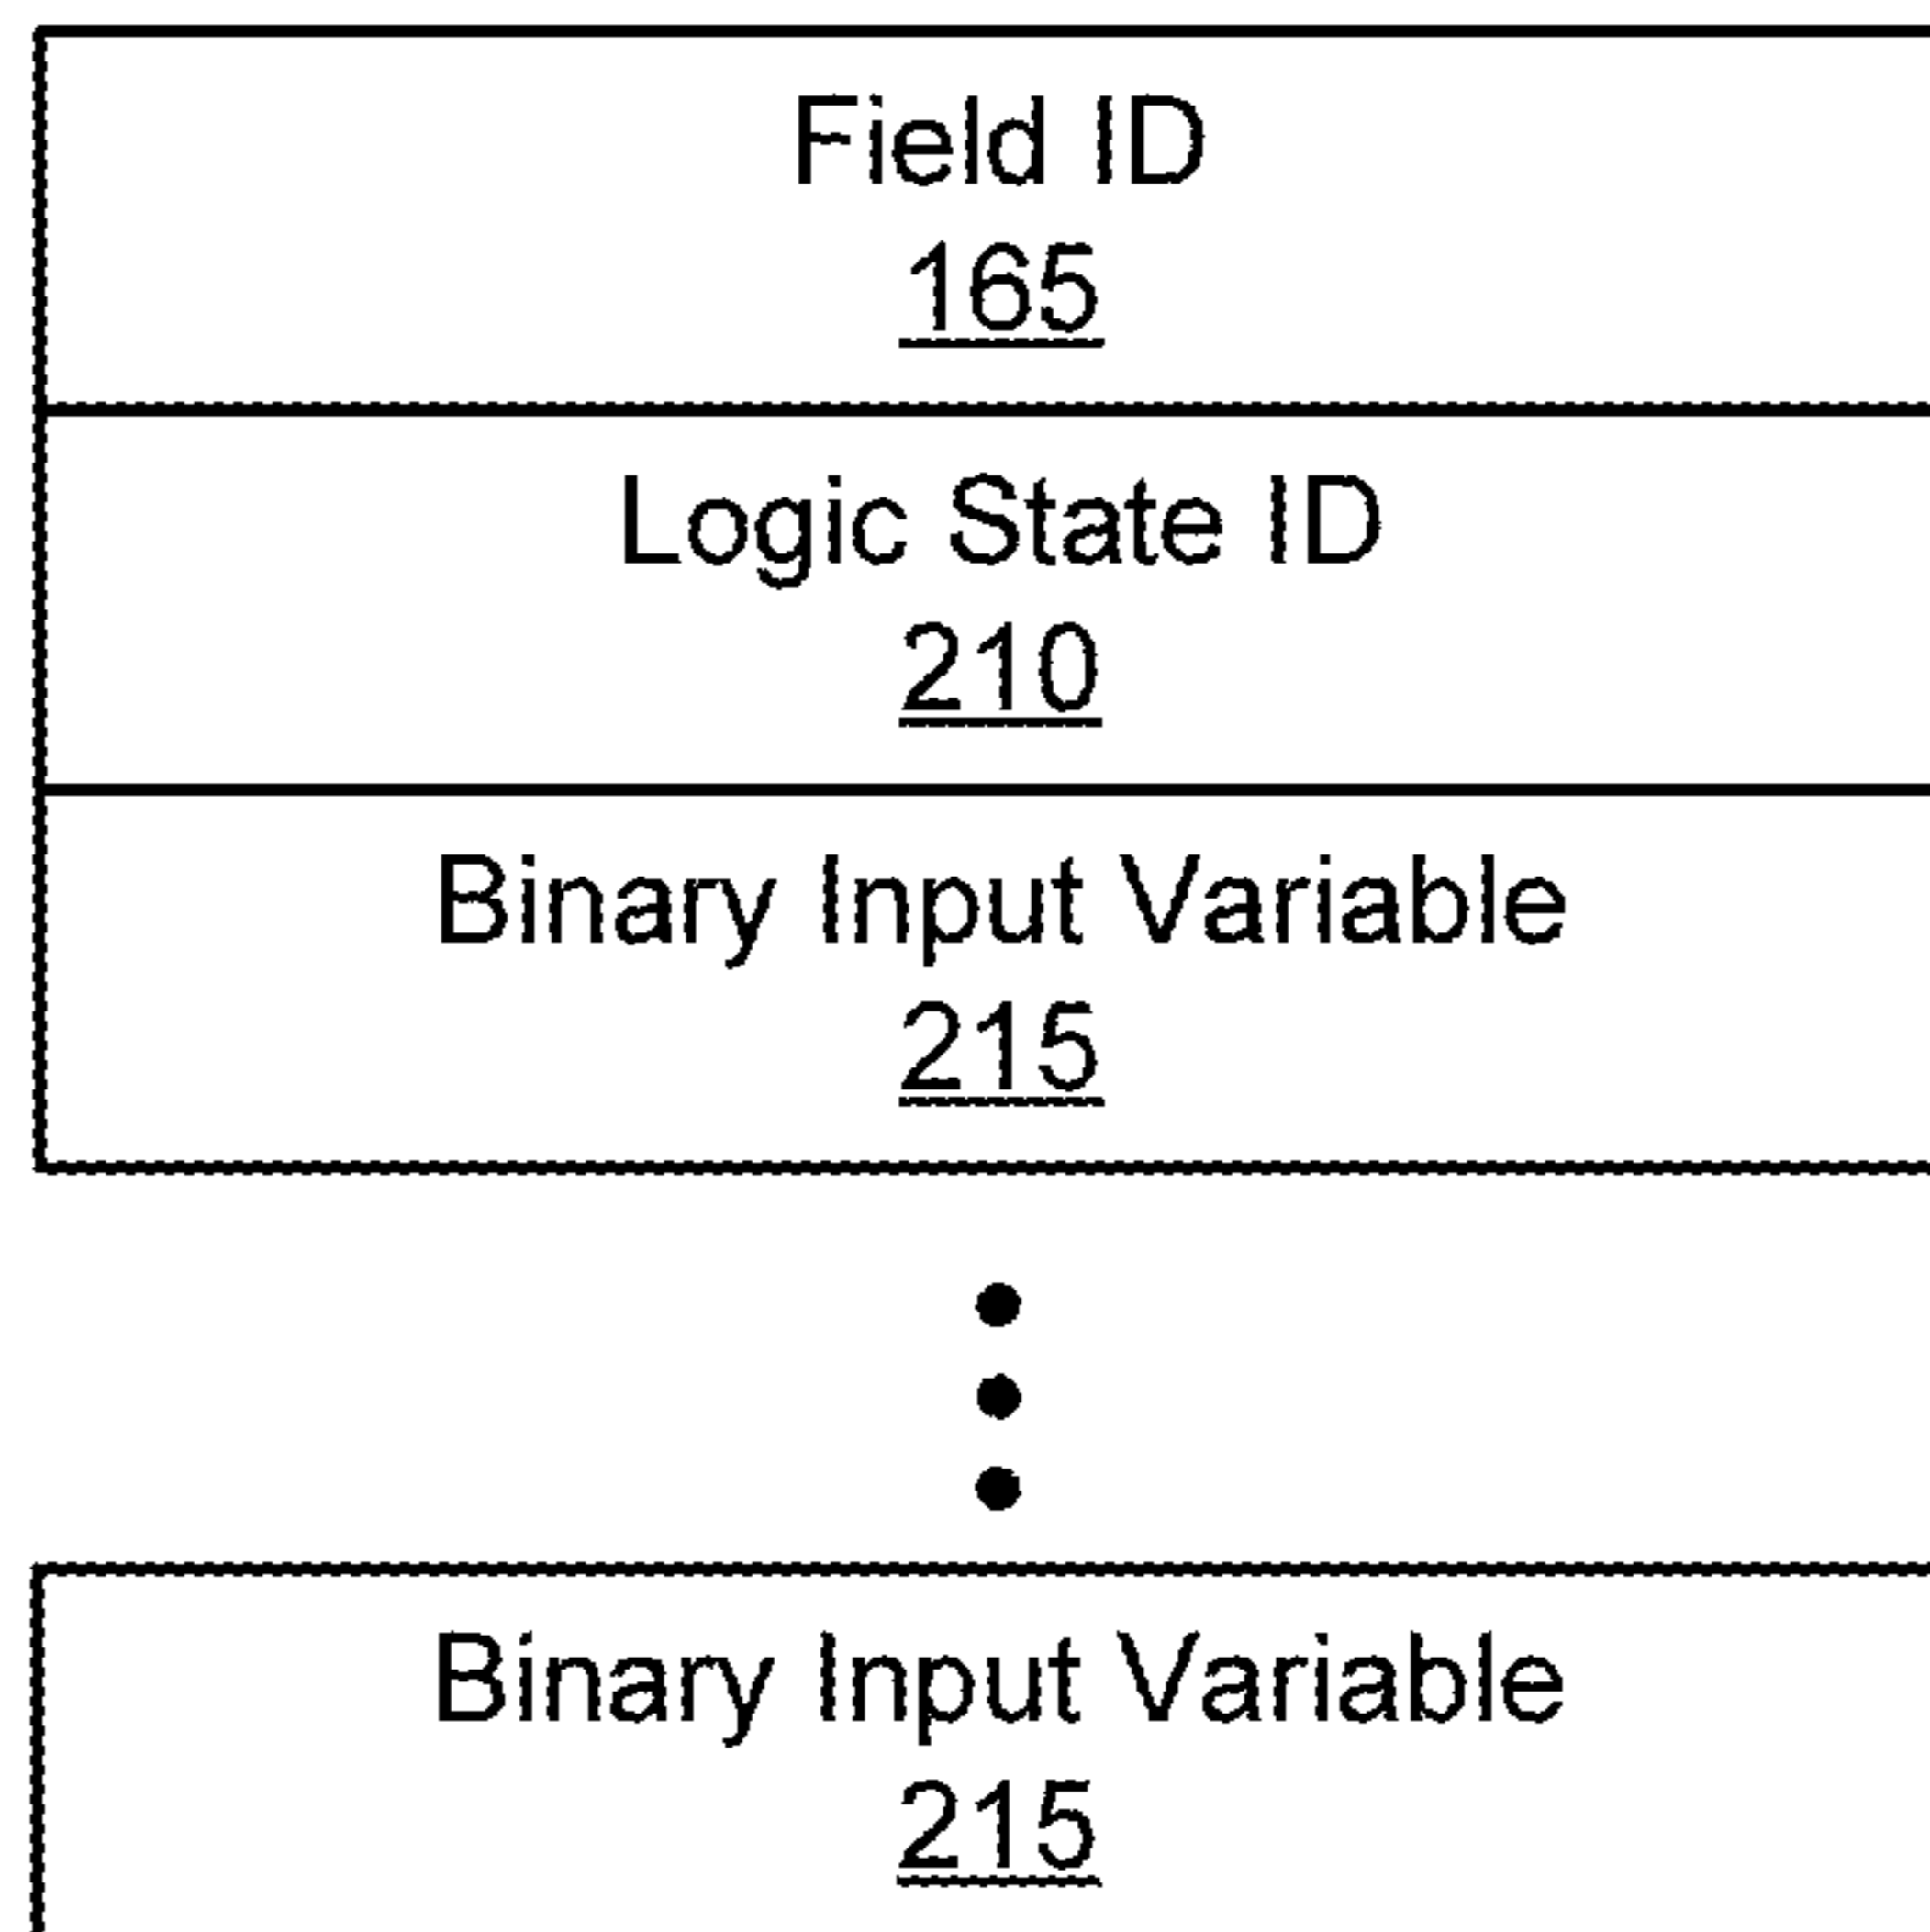 Field ID
165
Logic State ID
210
Binary Input Variable
215
Binary Input Variable
215